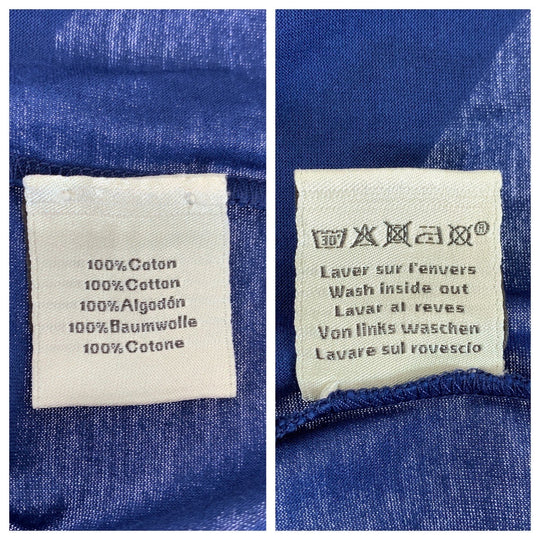 100%Coton
100%Cotton
100%Algodón
100%Baumwolle
100%Cotone
30°
®
Laver sur l'envers
Wash inside out
Lavar al reves
Von links waschen
Lavare sul rovescio